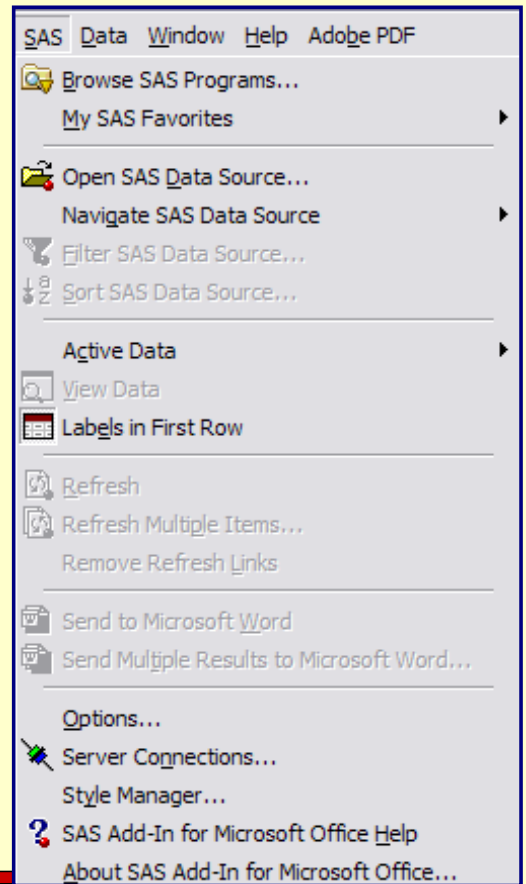 SAS Data Window Help Adobe PDF
Browse SAS Programs...
My SAS Favorites
Open SAS Data Source...
Navigate SAS Data Source
Filter SAS Data Source...
Sort SAS Data Source...
Active Data
View Data
Labels in First Row
Refresh
Refresh Multiple Items...
Remove Refresh Links
Send to Microsoft Word
Send Multiple Results to Microsoft Word...
Options...
Server Connections...
Style Manager...
SAS Add-In for Microsoft Office Help
About SAS Add-In for Microsoft Office...